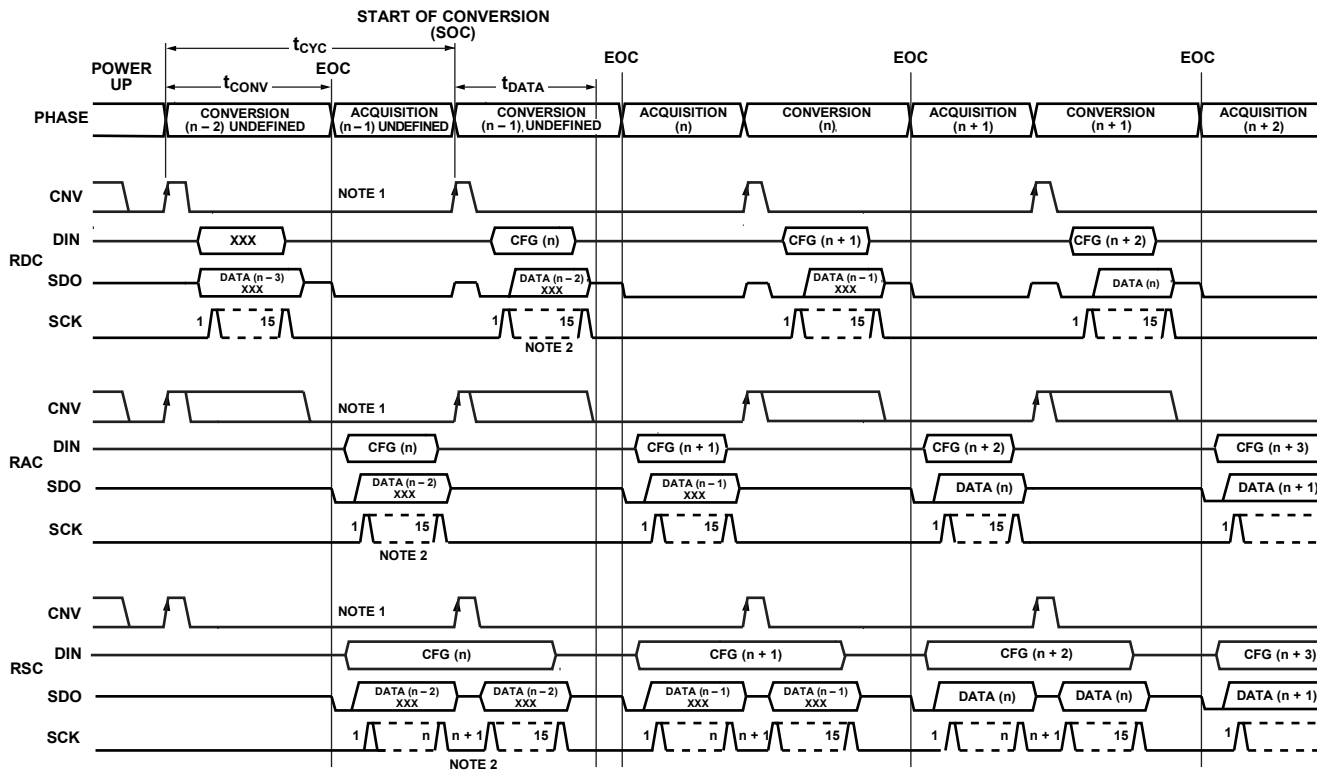 START OF CONVERSION
(SOC)
tCYC
POWER
UP
EOC
EOC
EOC
EOC
tCONV
tDATA
PHASE
CONVERSION
(n – 2) UNDEFINED
ACQUISITION
(n – 1) UNDEFINED
CONVERSION
(n – 1) UNDEFINED
ACQUISITION
(n)
CONVERSION
(n)
ACQUISITION
(n + 1)
CONVERSION
(n + 1)
ACQUISITION
(n + 2)
CNV
NOTE 1
RDC
DIN
XXX
CFG (n)
CFG (n + 1)
CFG (n + 2)
SDO
DATA (n – 3)
XXX
DATA (n – 2)
XXX
DATA (n – 1)
XXX
DATA (n)
SCK
1 15
1 15
1 15
1 15
NOTE 2
CNV
NOTE 1
RAC
DIN
CFG (n)
CFG (n + 1)
CFG (n + 2)
CFG (n + 3)
SDO
DATA (n – 2)
XXX
DATA (n – 1)
XXX
DATA (n)
DATA (n + 1)
SCK
1 15
1 15
1 15
1
NOTE 2
CNV
NOTE 1
RSC
DIN
CFG (n)
CFG (n + 1)
CFG (n + 2)
CFG (n + 3)
SDO
DATA (n – 2)
XXX
DATA (n – 2)
XXX
DATA (n – 1)
XXX
DATA (n – 1)
XXX
DATA (n)
DATA (n)
DATA (n + 1)
SCK
1 n n + 1 15
1 n n + 1 15
1 n n + 1 15
1
NOTE 2